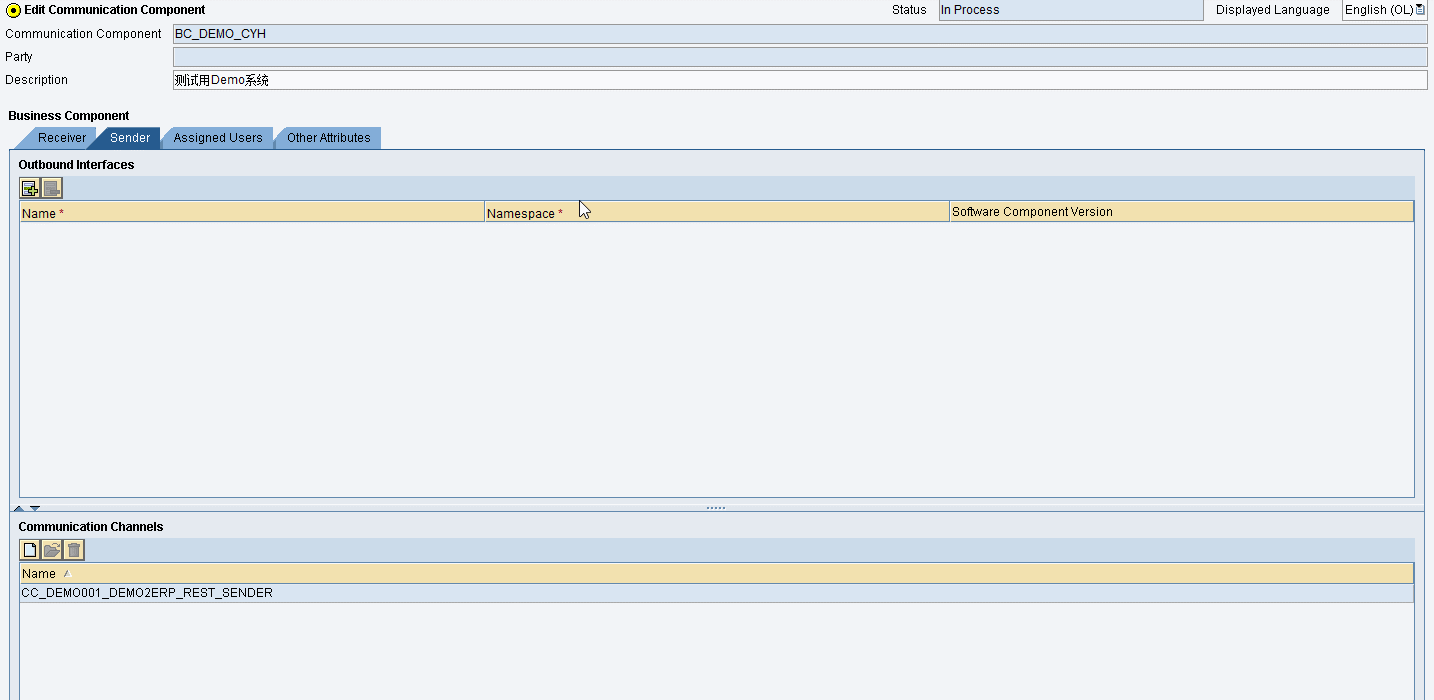 Edit Communication Component Status In Process Displayed Language English (OL)
Communication Component BC_DEMO_CYH
Party
Description 测试用Demo系统
Business Component
Receiver Sender Assigned Users Other Attributes
Outbound Interfaces
Name * Namespace * Software Component Version
Communication Channels
Name
CC_DEMO001_DEMO2ERP_REST_SENDER